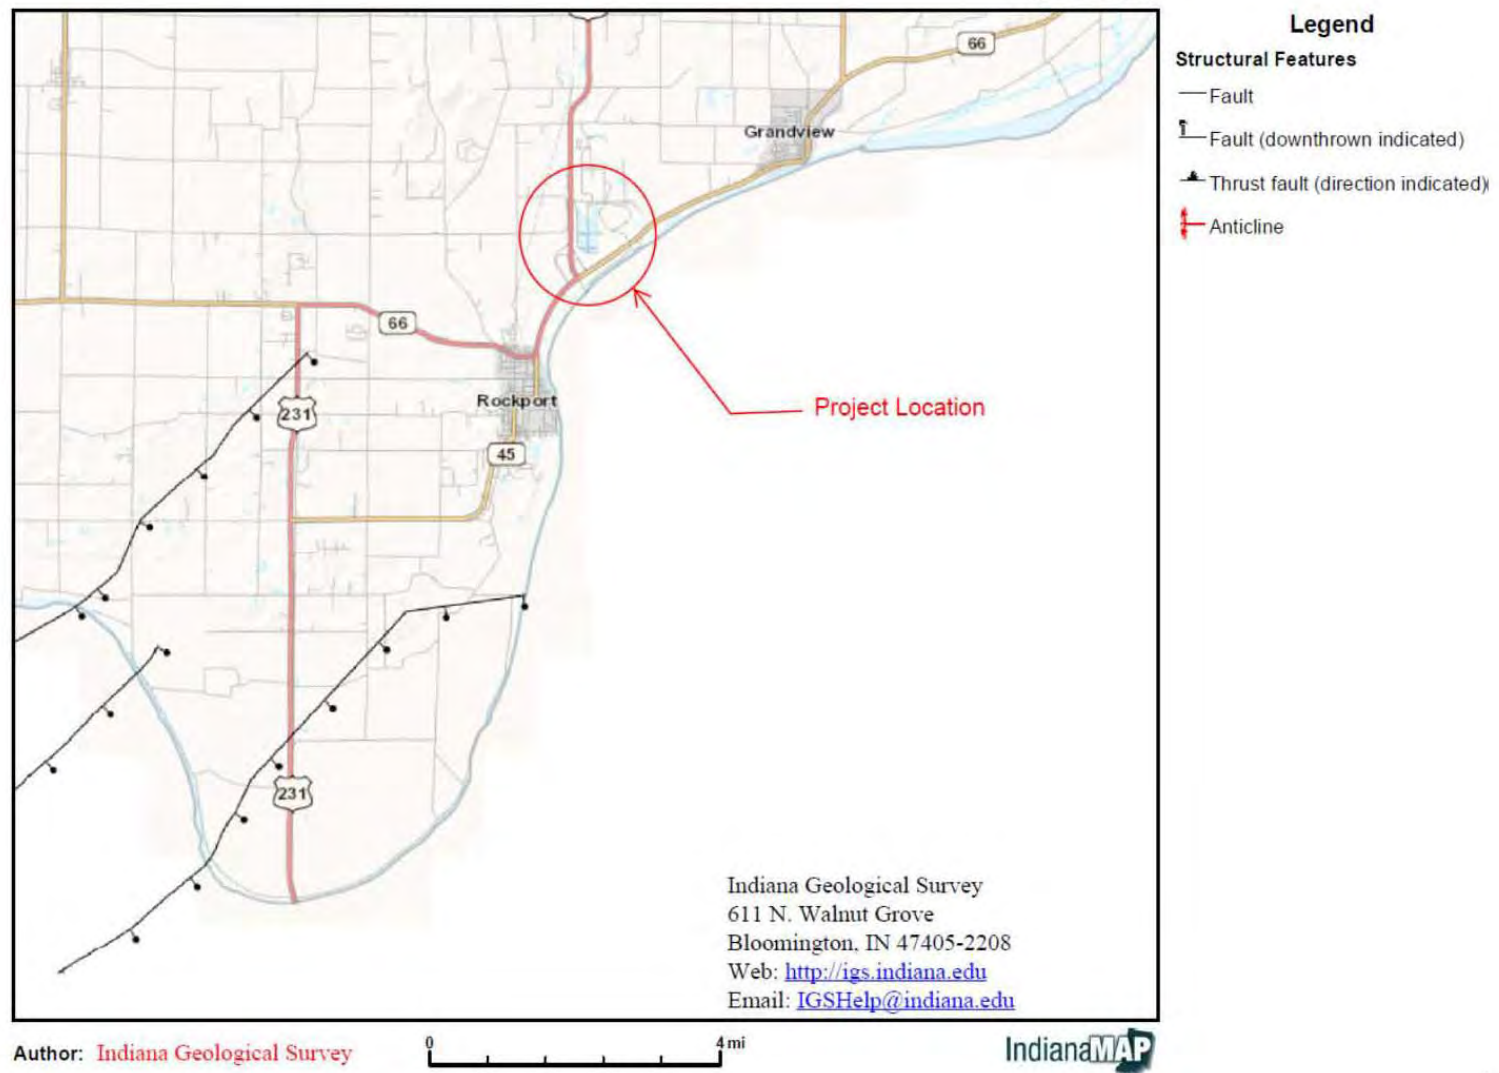 Legend
Structural Features
Fault
Fault (downthrown indicated)
Thrust fault (direction indicated)
Anticline
66
Grandview
66
Rockport
231
45
Project Location
231
Indiana Geological Survey
611 N. Walnut Grove
Bloomington, IN 47405-2208
Web: http://igs.indiana.edu
Email: IGSHelp@indiana.edu
Author: Indiana Geological Survey
0 4 mi
IndianaMAP